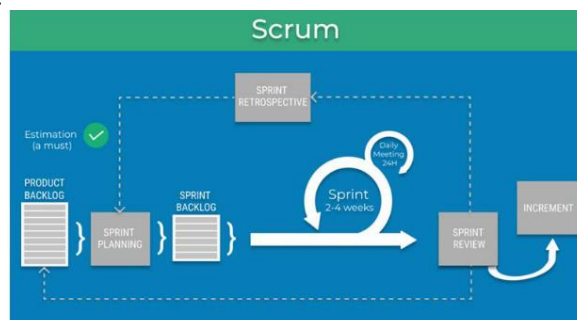 Scrum
SPRINT
RETROSPECTIVE
Estimation
(a must)
Daily
Meeting
24H
PRODUCT
BACKLOG
SPRINT
BACKLOG
Sprint
2-4 weeks
INCREMENT
SPRINT
PLANNING
SPRINT
REVIEW